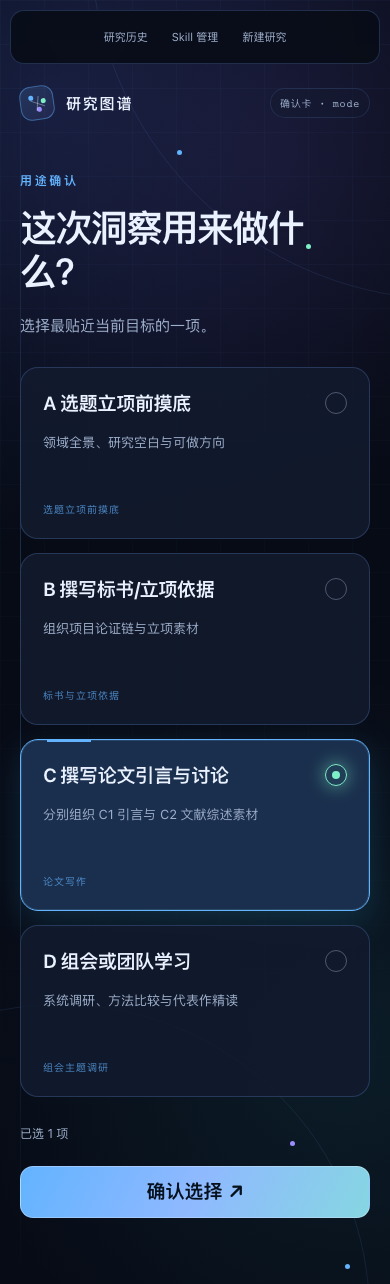 研究历史 Skill 管理 新建研究
研究图谱
确认卡 · mode
用途确认
这次洞察用来做什
么?
选择最贴近当前目标的一项。
A 选题立项前摸底
领域全景、研究空白与可做方向
选题立项前摸底
B 撰写标书/立项依据
组织项目论证链与立项素材
标书与立项依据
C 撰写论文引言与讨论
分别组织 C1 引言与 C2 文献综述素材
论文写作
D 组会或团队学习
系统调研、方法比较与代表作精读
组会主题调研
已选 1 项
确认选择 ↗